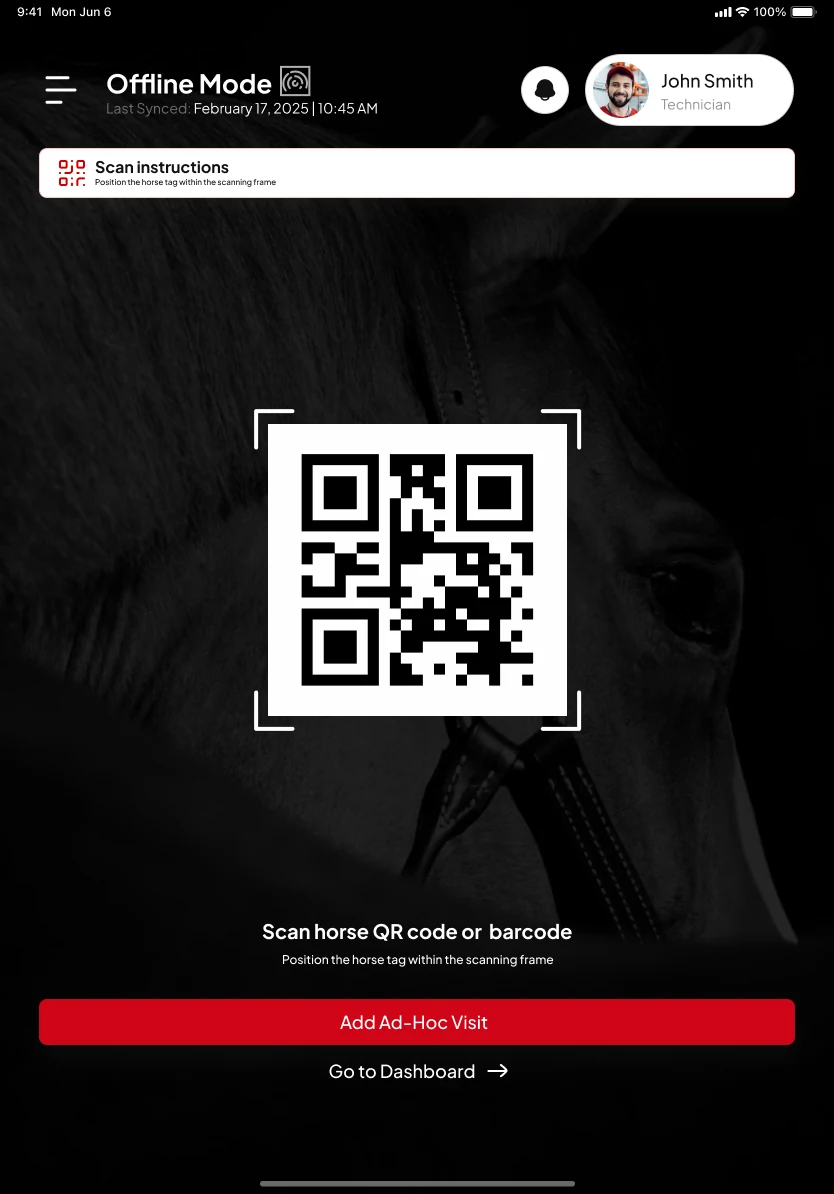 9:41 Mon Jun 6
100%
Offline Mode
Last Synced: February 17, 2025 | 10:45 AM
John Smith
Technician
Scan instructions
Position the horse tag within the scanning frame
Scan horse QR code or barcode
Position the horse tag within the scanning frame
Add Ad-Hoc Visit
Go to Dashboard